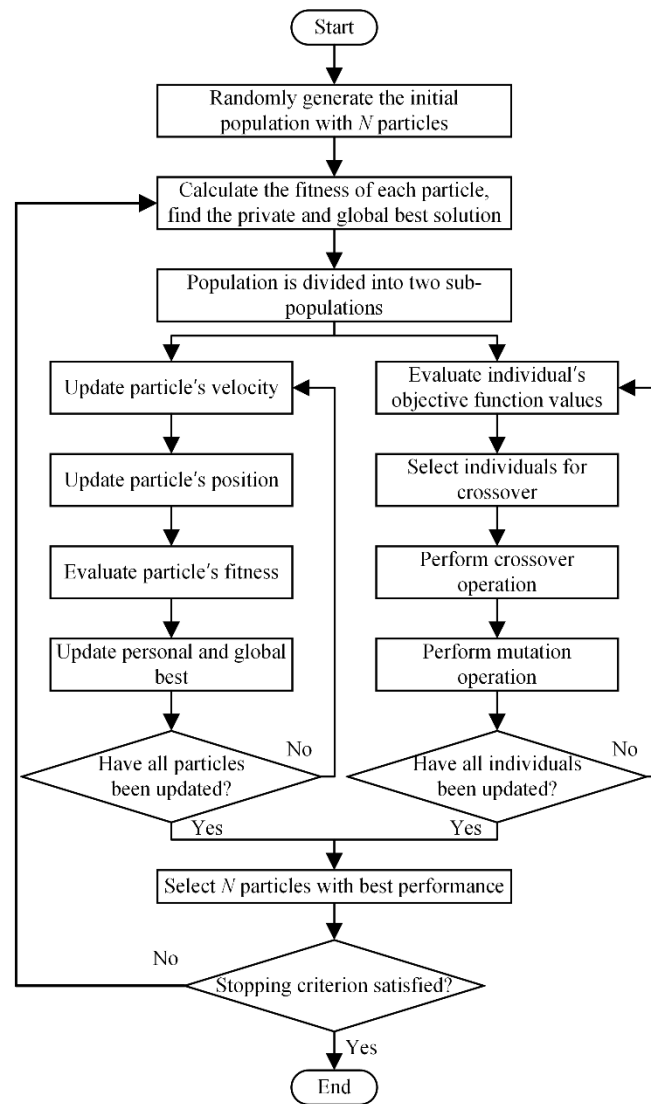 Start
Randomly generate the initial
population with N particles
Calculate the fitness of each particle,
find the private and global best solution
Population is divided into two sub-
populations
Update particle's velocity
Update particle's position
Evaluate particle's fitness
Update personal and global
best
Have all particles
been updated?
No
Yes
Evaluate individual's
objective function values
Select individuals for
crossover
Perform crossover
operation
Perform mutation
operation
Have all individuals
been updated?
No
Yes
Select N particles with best performance
Stopping criterion satisfied?
No
Yes
End